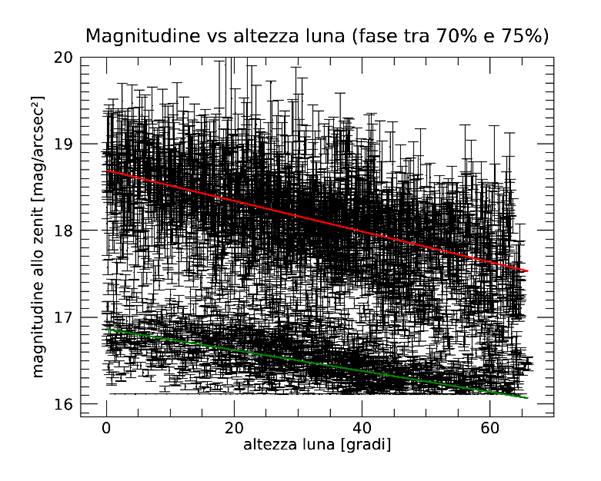 Magnitudine vs altezza luna (fase tra 70% e 75%)
magnitudine allo zenit [mag/arcsec²]
20
19
18
17
16
0 20 40 60
altezza luna [gradi]